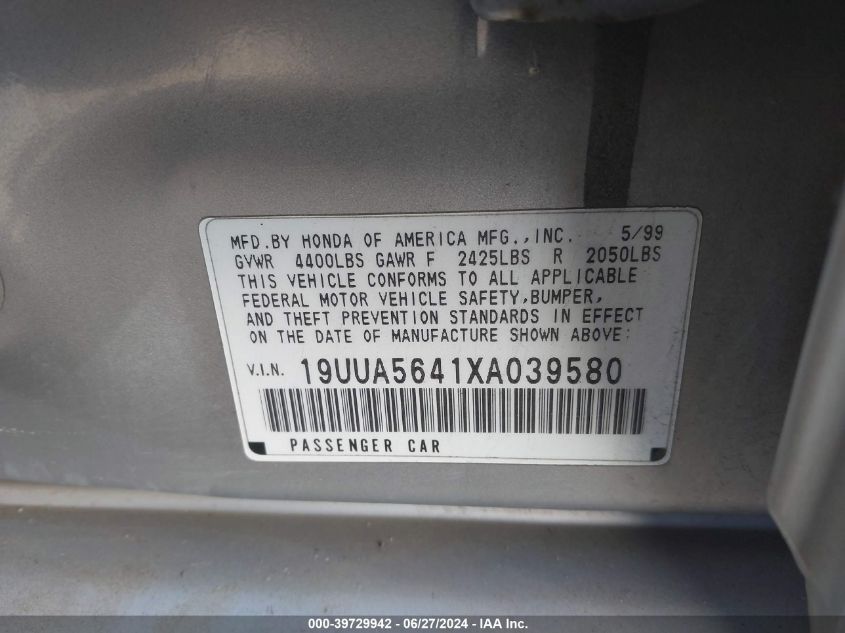 MFD.BY HONDA OF AMERICA MFG.,INC. 5/99
GVWR 4400LBS GAWR F 2425LBS R 2050LBS
THIS VEHICLE CONFORMS TO ALL APPLICABLE
FEDERAL MOTOR VEHICLE SAFETY,BUMPER,
AND THEFT PREVENTION STANDARDS IN EFFECT
ON THE DATE OF MANUFACTURE SHOWN ABOVE:
V.I.N. 19UUA5641XA039580
PASSENGER CAR
000-39729942 - 06/27/2024 - IAA Inc.